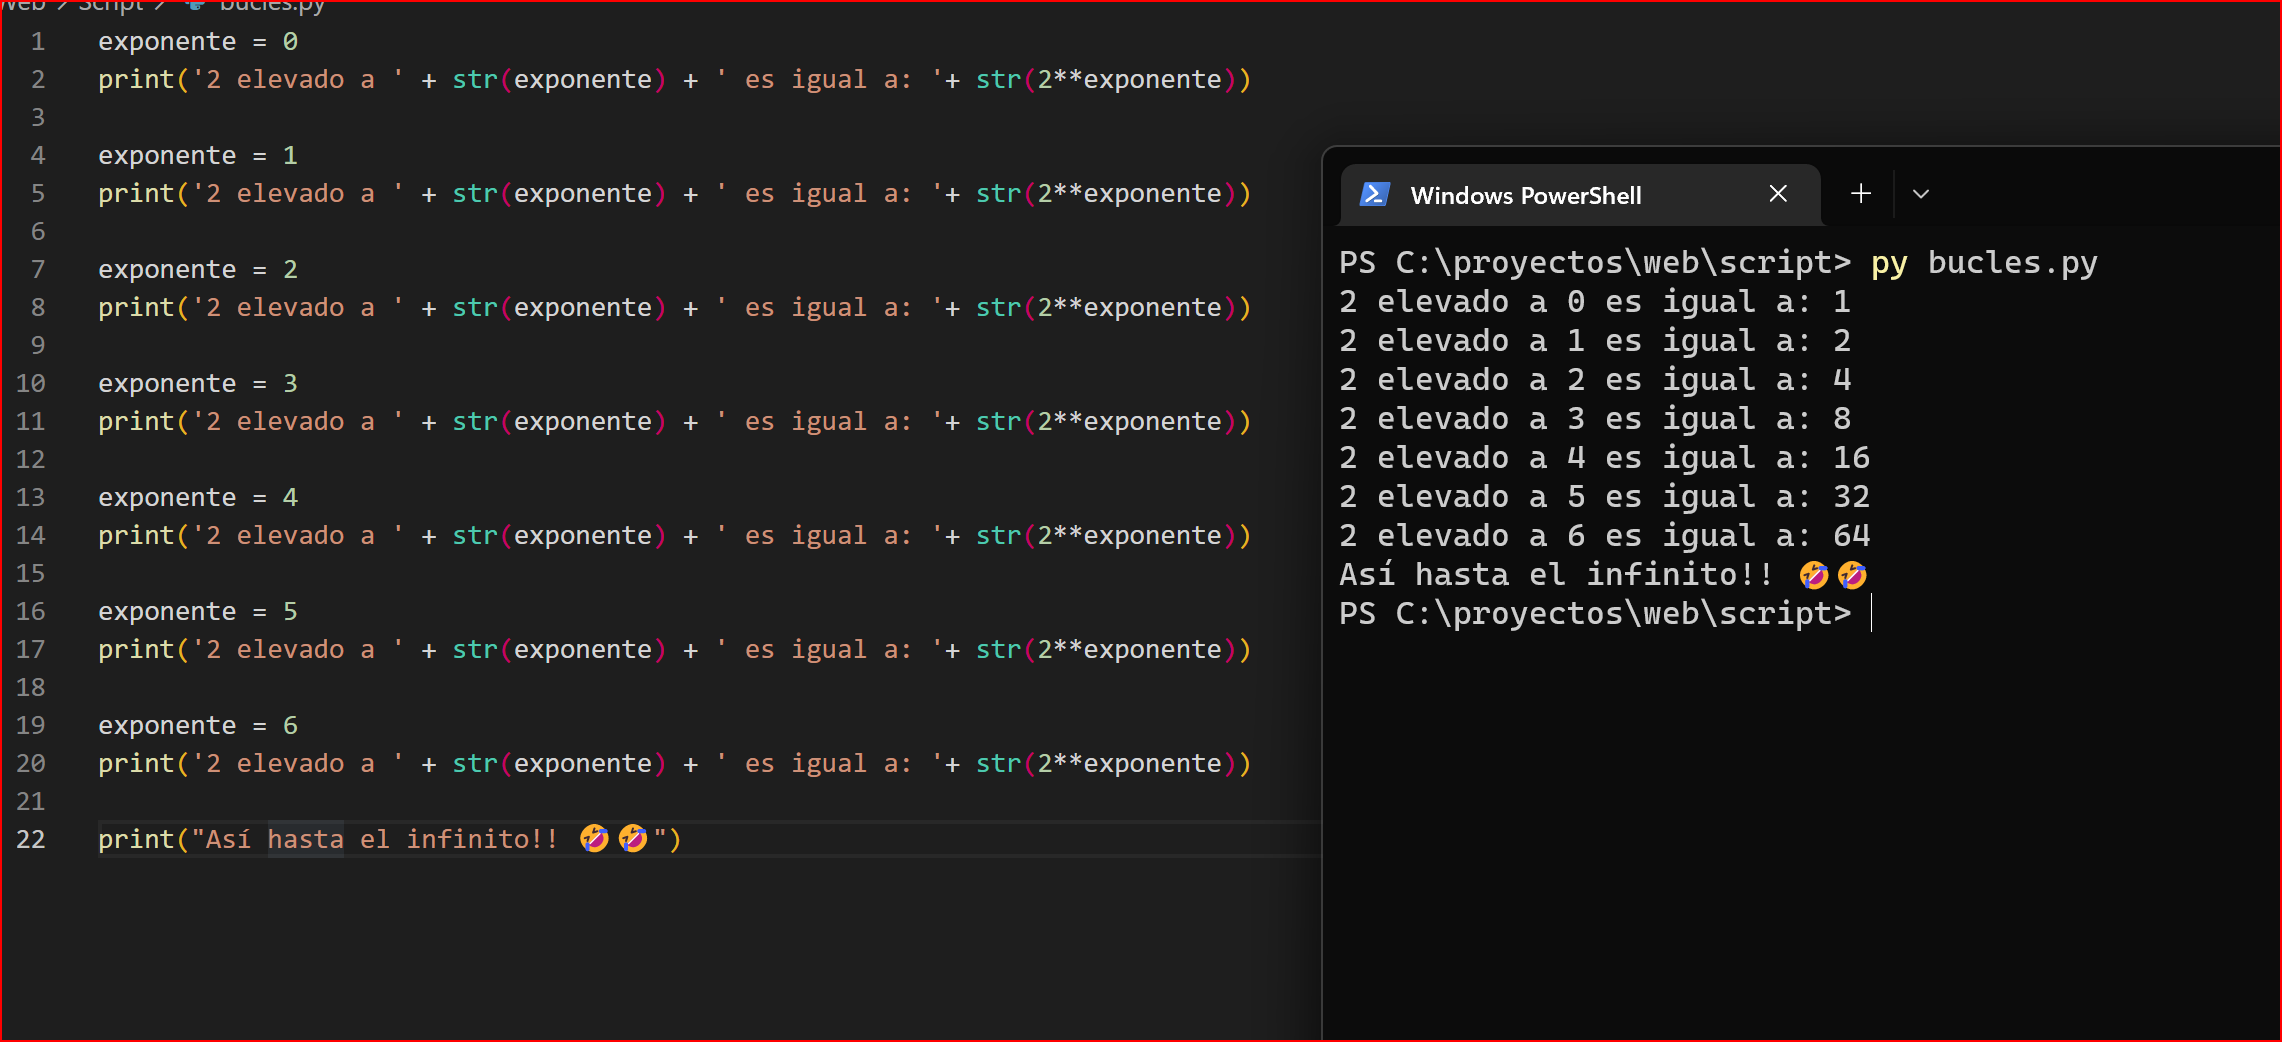 Web > Script > bucles.py
1 exponente = 0
2 print('2 elevado a ' + str(exponente) + ' es igual a: '+ str(2**exponente))
3
4 exponente = 1
5 print('2 elevado a ' + str(exponente) + ' es igual a: '+ str(2**exponente))
6
7 exponente = 2
8 print('2 elevado a ' + str(exponente) + ' es igual a: '+ str(2**exponente))
9
10 exponente = 3
11 print('2 elevado a ' + str(exponente) + ' es igual a: '+ str(2**exponente))
12
13 exponente = 4
14 print('2 elevado a ' + str(exponente) + ' es igual a: '+ str(2**exponente))
15
16 exponente = 5
17 print('2 elevado a ' + str(exponente) + ' es igual a: '+ str(2**exponente))
18
19 exponente = 6
20 print('2 elevado a ' + str(exponente) + ' es igual a: '+ str(2**exponente))
21
22 print("Así hasta el infinito!! 🤣🤣")
Windows PowerShell
PS C:\proyectos\web\script> py bucles.py
2 elevado a 0 es igual a: 1
2 elevado a 1 es igual a: 2
2 elevado a 2 es igual a: 4
2 elevado a 3 es igual a: 8
2 elevado a 4 es igual a: 16
2 elevado a 5 es igual a: 32
2 elevado a 6 es igual a: 64
Así hasta el infinito!! 🤣🤣
PS C:\proyectos\web\script>